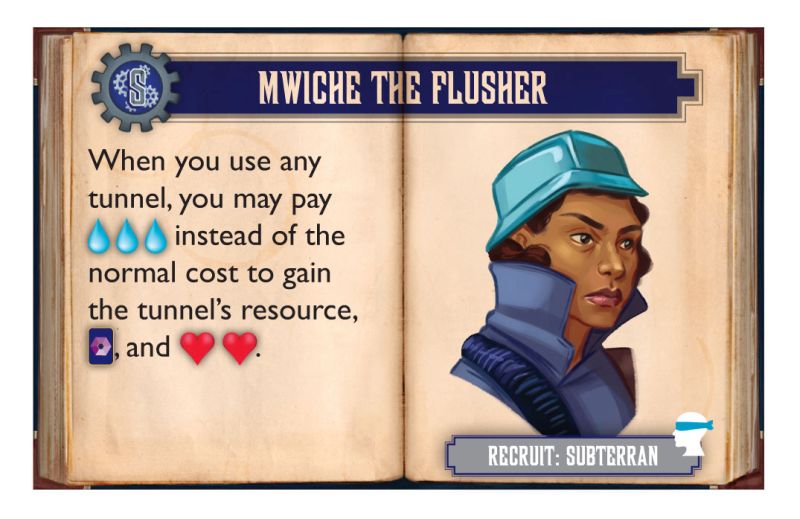 S
MWICHE THE FLUSHER
When you use any
tunnel, you may pay
instead of the
normal cost to gain
the tunnel's resource,
, and .
RECRUIT: SUBTERRAN